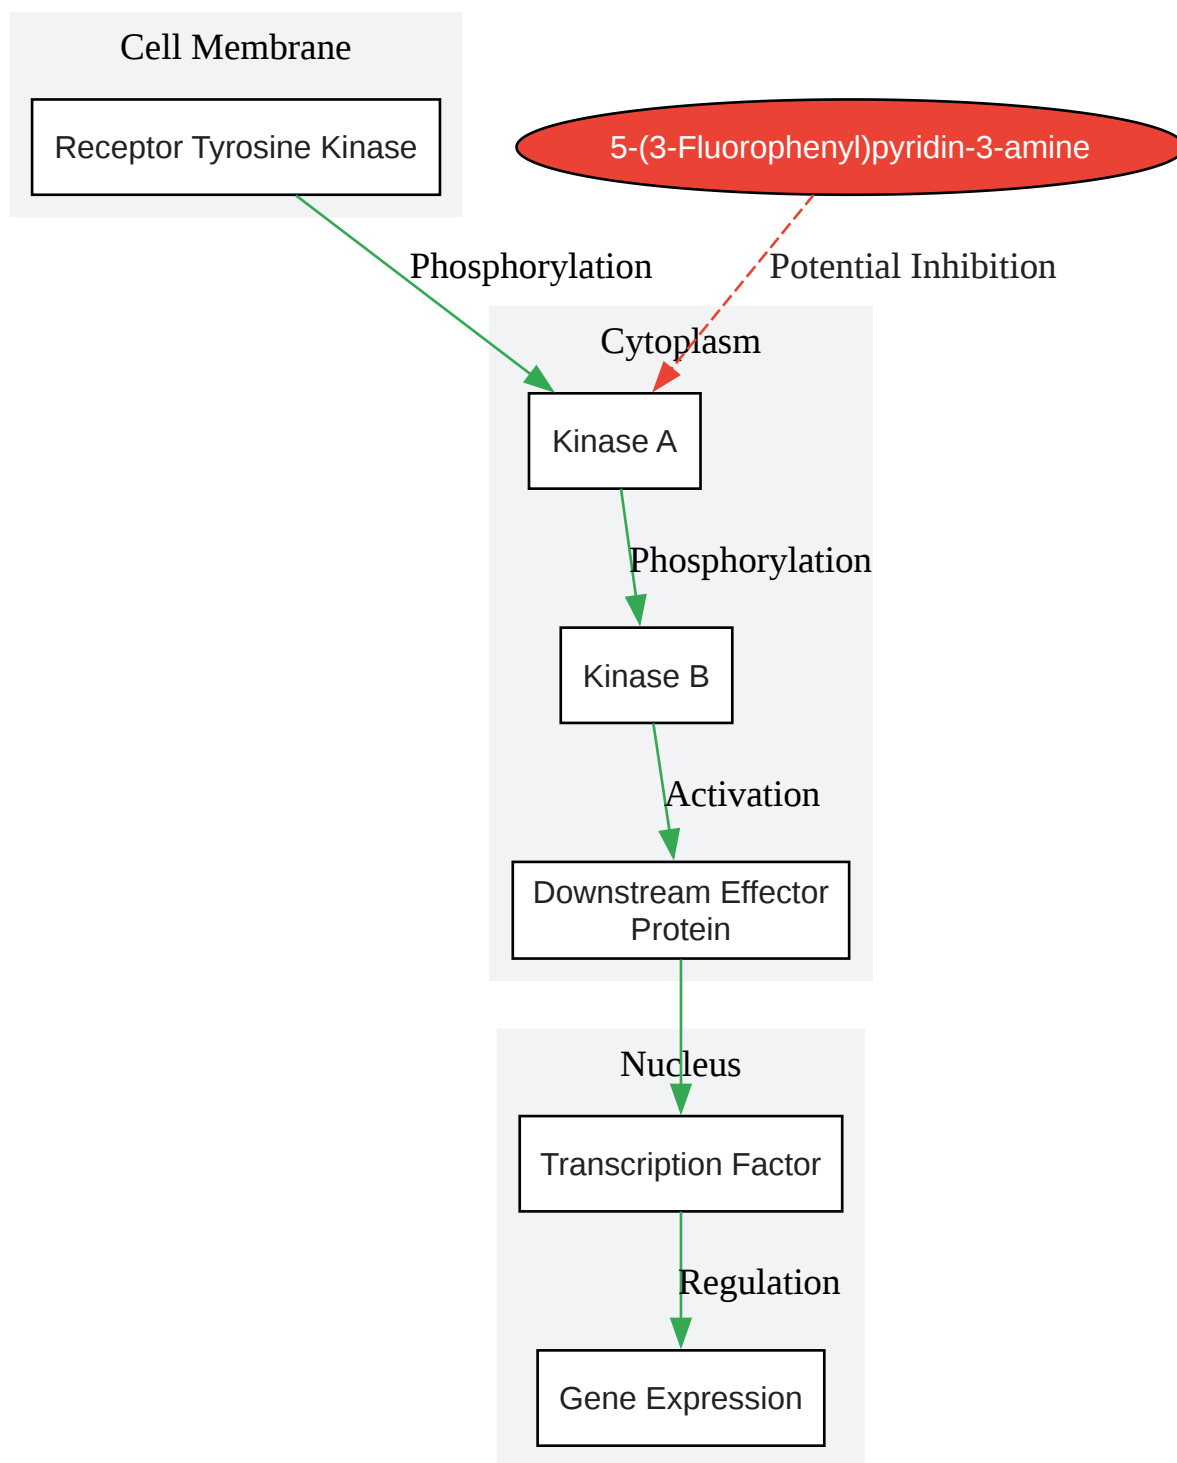 Cell Membrane
Receptor Tyrosine Kinase
5-(3-Fluorophenyl)pyridin-3-amine
Phosphorylation
Potential Inhibition
Cytoplasm
Kinase A
Phosphorylation
Kinase B
Activation
Downstream Effector
Protein
Nucleus
Transcription Factor
Regulation
Gene Expression